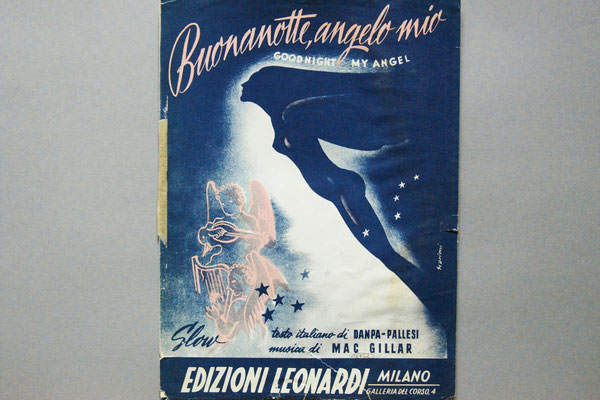 Buonanotte, angelo mio
GOODNIGHT MY ANGEL
Slow
testo italiano di DANPA-PALLESI
musica di MAC GILLAR
EDIZIONI LEONARDI MILANO
GALLERIA DEL CORSO, 4